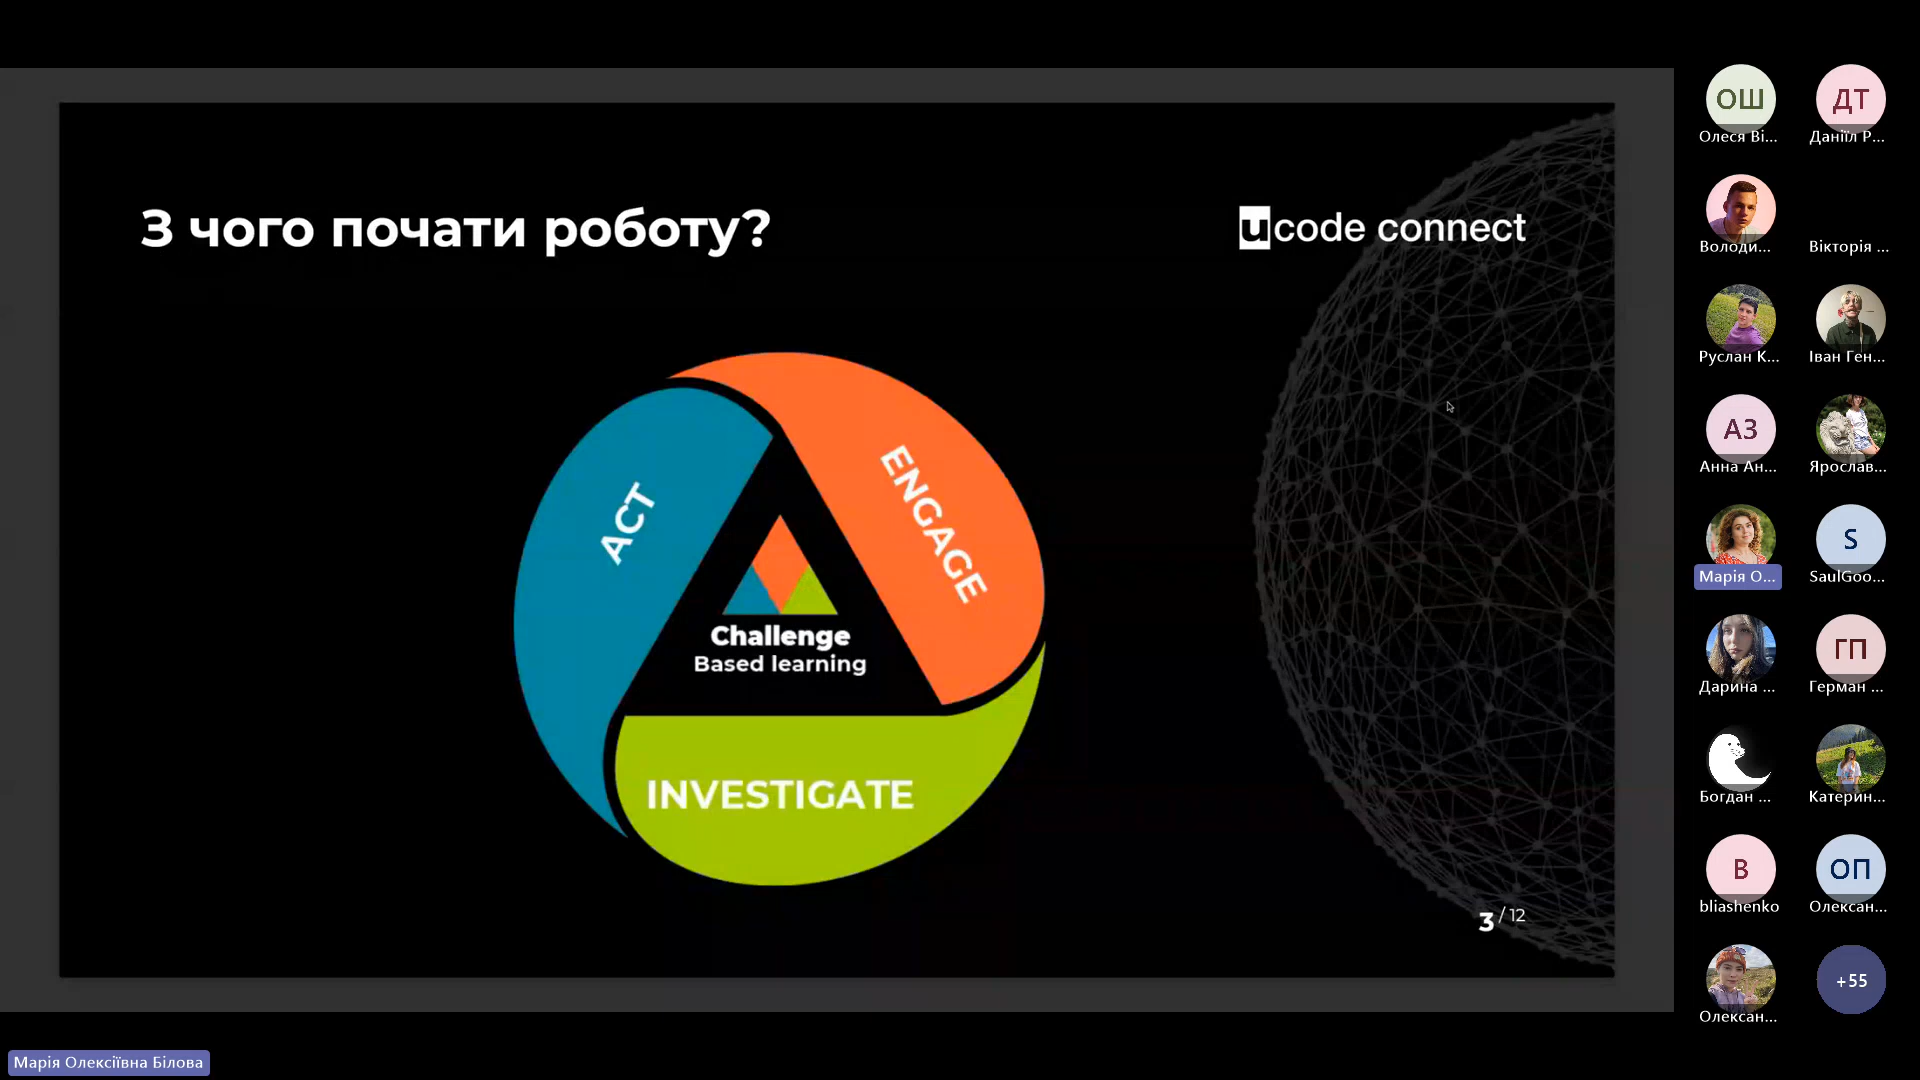 З чого почати роботу?
ucode connect
ACT
ENGAGE
Challenge
Based learning
INVESTIGATE
3 / 12
ОШ
Олеся Ві...
ДТ
Данііл Р...
Володи...
Вікторія ...
Руслан К...
Іван Ген...
АЗ
Анна Ан...
Ярослав...
Марія О...
S
SaulGoo...
Дарина ...
ГП
Герман ...
Богдан ...
Катерин...
B
bliashenko
ОП
Олексан...
Олексан...
+55
Марія Олексіївна Білова